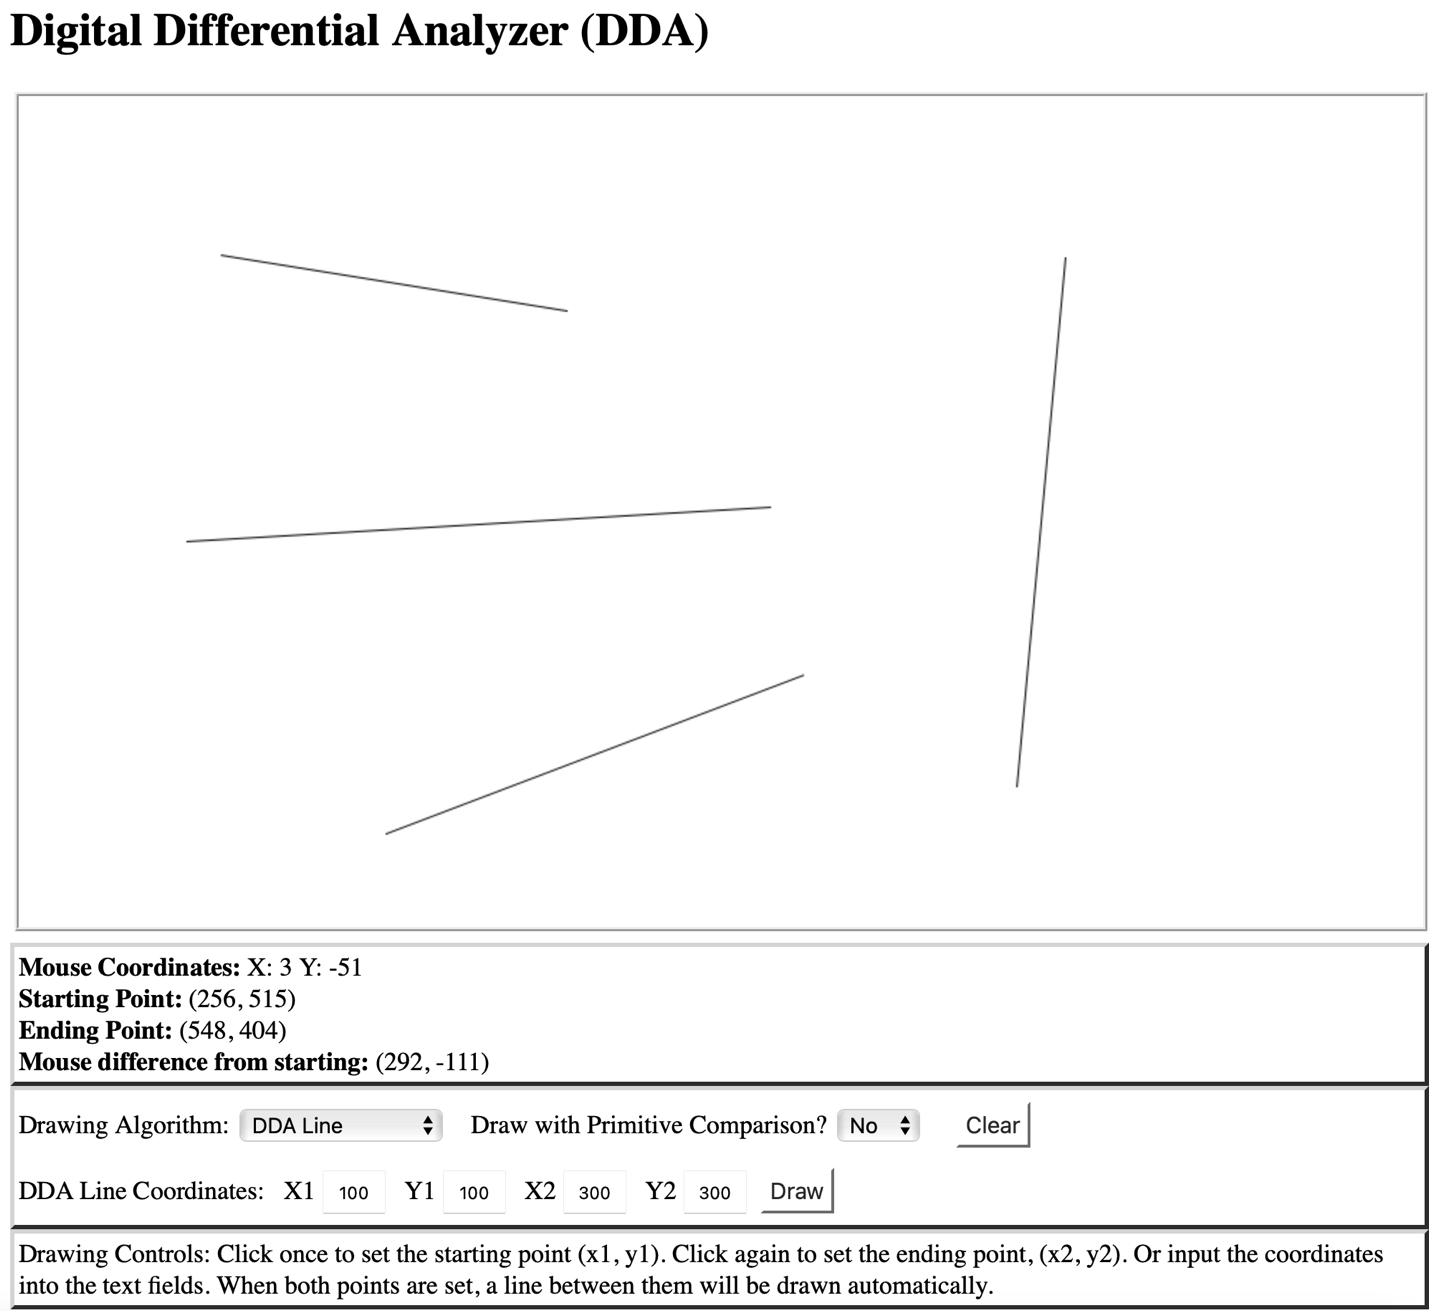 Digital Differential Analyzer (DDA)
Mouse Coordinates: X: 3 Y: -51
Starting Point: (256, 515)
Ending Point: (548, 404)
Mouse difference from starting: (292, -111)
Drawing Algorithm: DDA Line Draw with Primitive Comparison? No Clear
DDA Line Coordinates: X1 100 Y1 100 X2 300 Y2 300 Draw
Drawing Controls: Click once to set the starting point (x1, y1). Click again to set the ending point, (x2, y2). Or input the coordinates
into the text fields. When both points are set, a line between them will be drawn automatically.